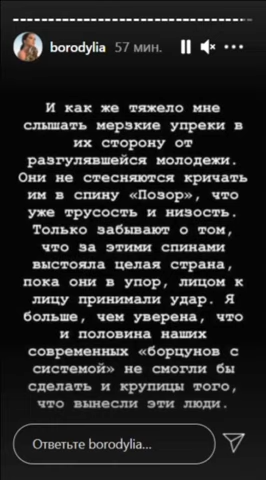 borodylia 57 мин.
И как же тяжело мне
слышать мерзкие упреки в
их сторону от
разгулявшейся молодежи.
Они не стесняются кричать
им в спину «Позор», что
уже трусость и низость.
Только забывают о том,
что за этими спинами
выстояла целая страна,
пока они в упор, лицом к
лицу принимали удар. Я
больше, чем уверена, что
и половина наших
современных «борцунов с
системой» не смогли бы
сделать и крупицы того,
что вынесли эти люди.
Ответьте borodylia...